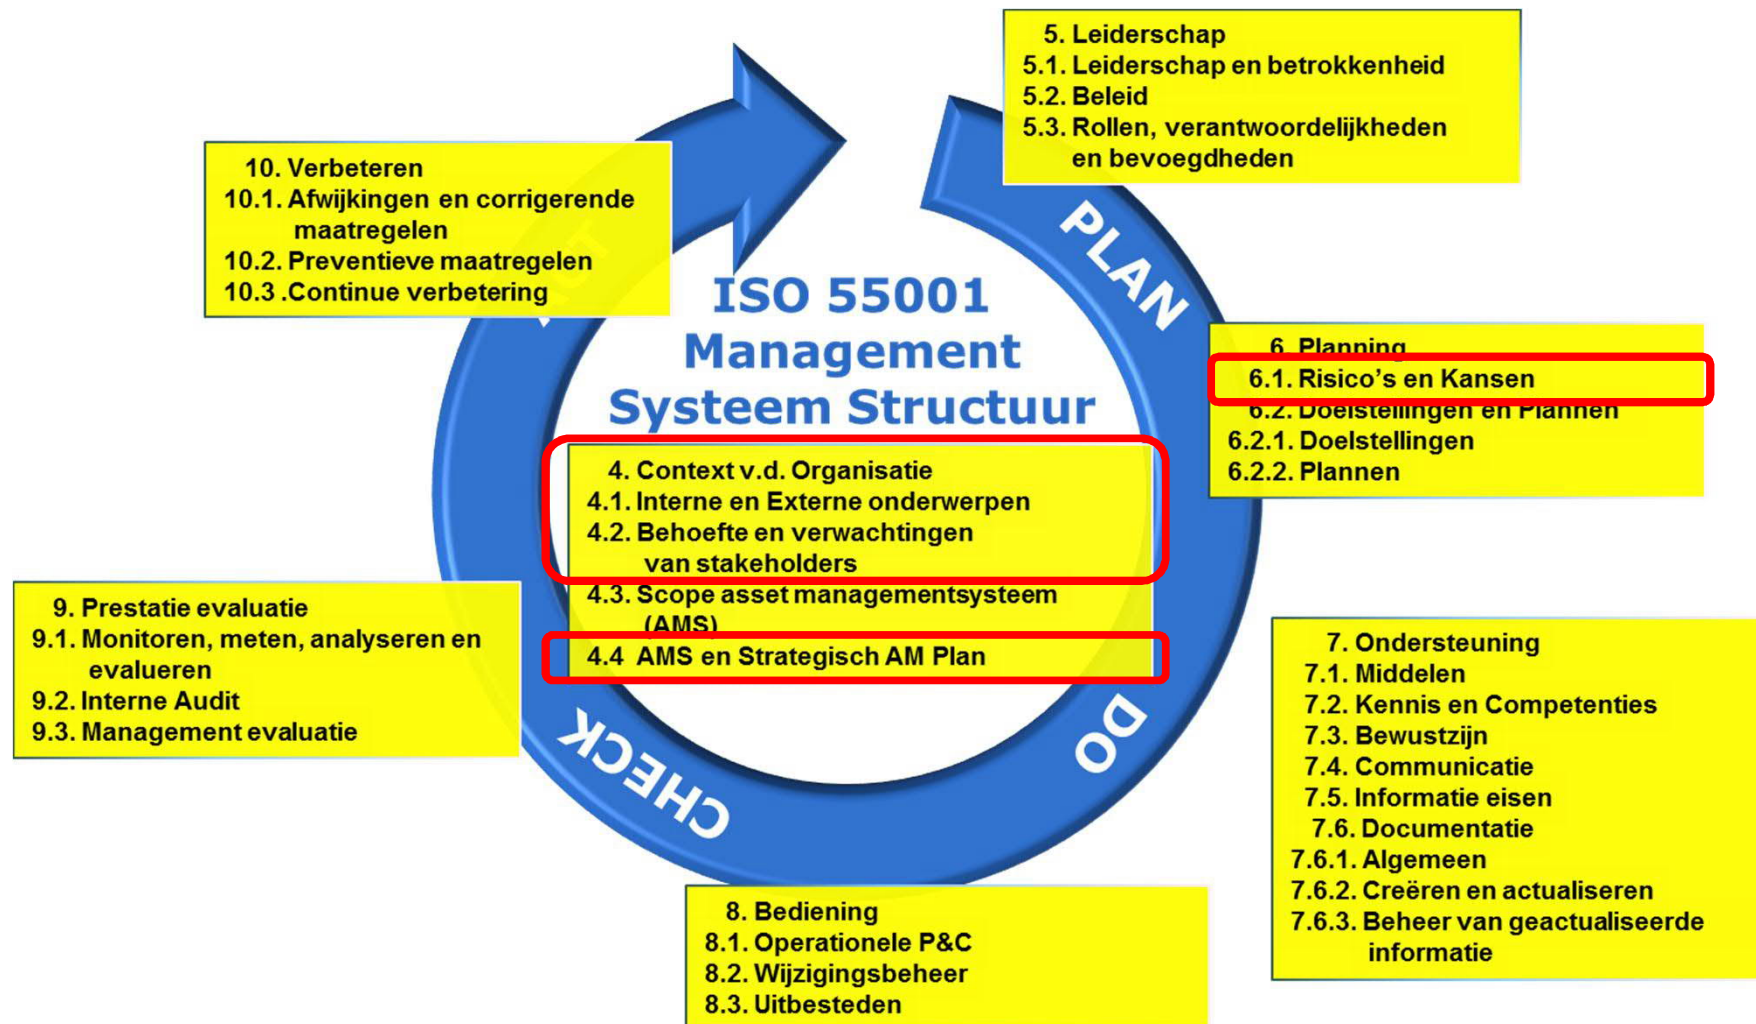 5. Leiderschap
5.1. Leiderschap en betrokkenheid
5.2. Beleid
5.3. Rollen, verantwoordelijkheden
en bevoegdheden
10. Verbeteren
10.1. Afwijkingen en corrigerende
maatregelen
10.2. Preventieve maatregelen
10.3 .Continue verbetering
PLAN
ISO 55001
Management
Systeem Structuur
6. Planning
6.1. Risico's en Kansen
6.2. Doelstellingen en Plannen
6.2.1. Doelstellingen
6.2.2. Plannen
4. Context v.d. Organisatie
4.1. Interne en Externe onderwerpen
4.2. Behoefte en verwachtingen
van stakeholders
4.3. Scope asset managementsysteem
(AMS)
4.4 AMS en Strategisch AM Plan
9. Prestatie evaluatie
9.1. Monitoren, meten, analyseren en
evalueren
9.2. Interne Audit
9.3. Management evaluatie
7. Ondersteuning
7.1. Middelen
7.2. Kennis en Competenties
7.3. Bewustzijn
7.4. Communicatie
7.5. Informatie eisen
7.6. Documentatie
7.6.1. Algemeen
7.6.2. Creëren en actualiseren
7.6.3. Beheer van geactualiseerde
informatie
DO
CHECK
8. Bediening
8.1. Operationele P&C
8.2. Wijzigingsbeheer
8.3. Uitbesteden